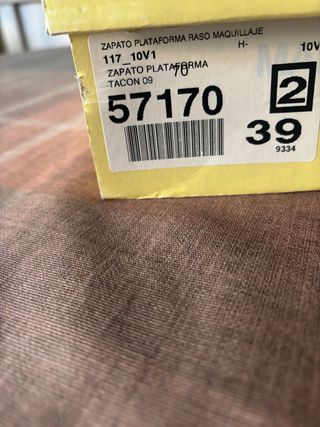 ZAPATO PLATAFORMA RASO MAQUILLAJE H- 10V
117_10V1
ZAPATO PLATAFORMA
70
TACON 09
57170
2
39
9334